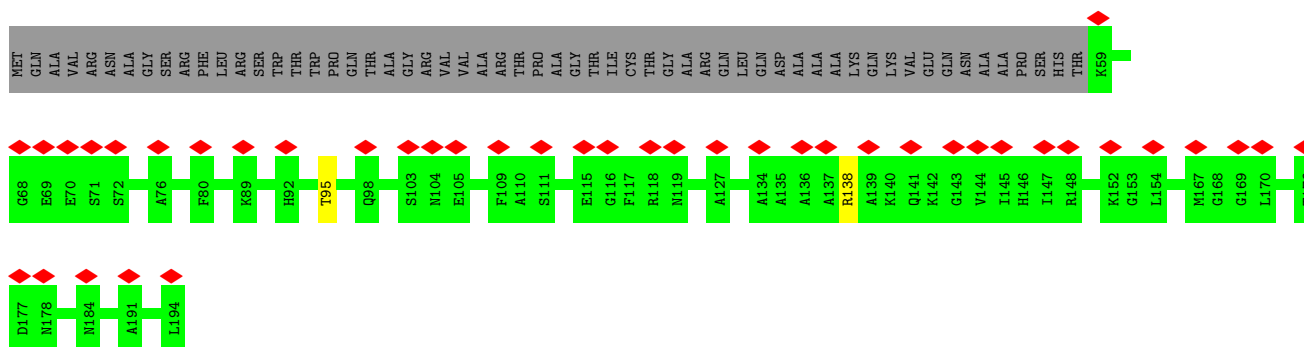 MET GLN ALA VAL ARG ASN ALA GLY SER ARG PHE LEU ARG SER TRP THR TRP PRO GLN THR ALA GLY ARG VAL VAL ALA ARG THR PRO ALA GLY THR ILE CYS THR GLY ALA ARG GLN LEU GLN ASP ALA ALA ALA LYS GLN LYS VAL GLU GLN ASN ALA ALA PRO SER HIS THR K59
G68 E69 E70 S71 S72 A76 F80 K89 H92 T95 Q98 S103 N104 E105 F109 A110 S111 E115 G116 F117 R118 N119 A127 A134 A135 A136 A137 R138 A139 K140 Q141 K142 G143 V144 I145 H146 I147 R148 K152 G153 L154 M167 G168 G169 L170
D177 N178 N184 A191 L194